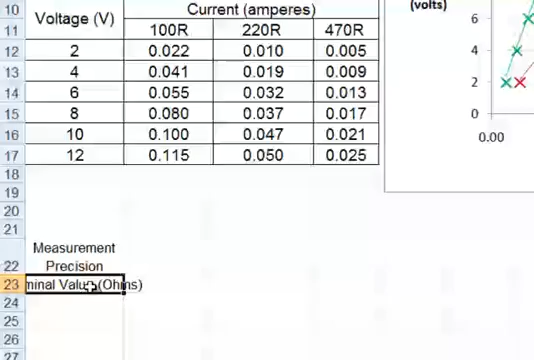 10 Current (amperes) (volts)
Voltage (V)
11 100R 220R 470R 6
12 2 0.022 0.010 0.005
13 4 0.041 0.019 0.009 4
14 6 0.055 0.032 0.013 2
15 8 0.080 0.037 0.017 0
16 10 0.100 0.047 0.021 0.00
17 12 0.115 0.050 0.025
18
19
20
21
Measurement
22 Precision
23 minal Value (Ohms)
24
25
26
27